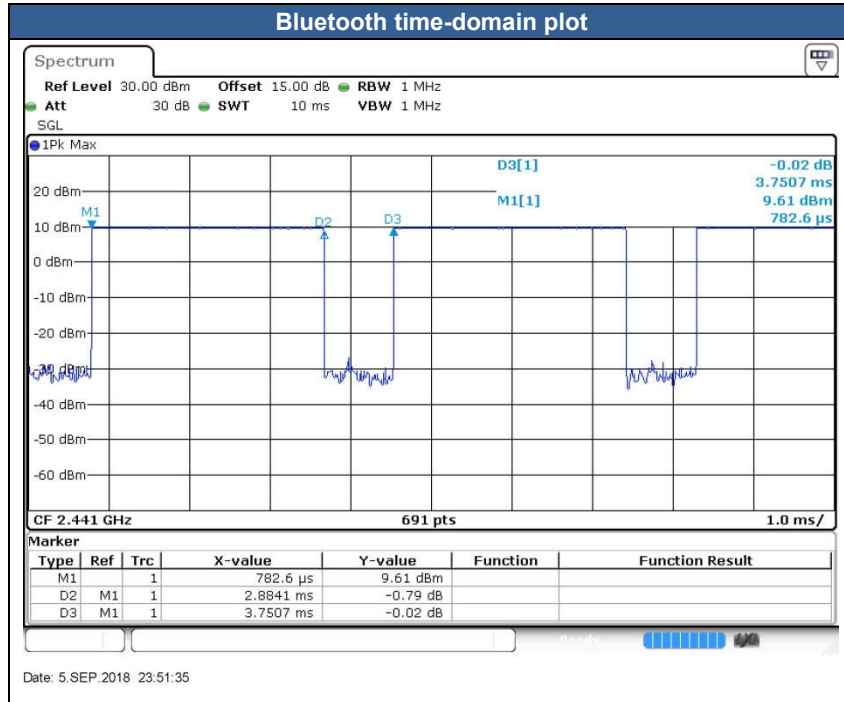 Bluetooth time-domain plot
Spectrum
Ref Level 30.00 dBm Offset 15.00 dB RBW 1 MHz
Att 30 dB SWT 10 ms VBW 1 MHz
SGL
1Pk Max
D3[1] -0.02 dB
3.7507 ms
M1[1] 9.61 dBm
782.6 µs
20 dBm
M1 D2 D3
10 dBm
0 dBm
-10 dBm
-20 dBm
-30 dBm
-40 dBm
-50 dBm
-60 dBm
CF 2.441 GHz 691 pts 1.0 ms/
Marker
Type Ref Trc X-value Y-value Function Function Result
M1 1 782.6 µs 9.61 dBm
D2 M1 1 2.8841 ms -0.79 dB
D3 M1 1 3.7507 ms -0.02 dB
Ready
Date: 5.SEP.2018 23:51:35